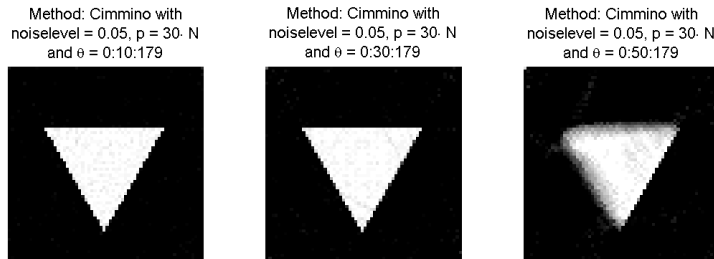 Method: Cimmino with
noiselevel = 0.05, p = 30· N
and θ = 0:10:179
Method: Cimmino with
noiselevel = 0.05, p = 30· N
and θ = 0:30:179
Method: Cimmino with
noiselevel = 0.05, p = 30· N
and θ = 0:50:179